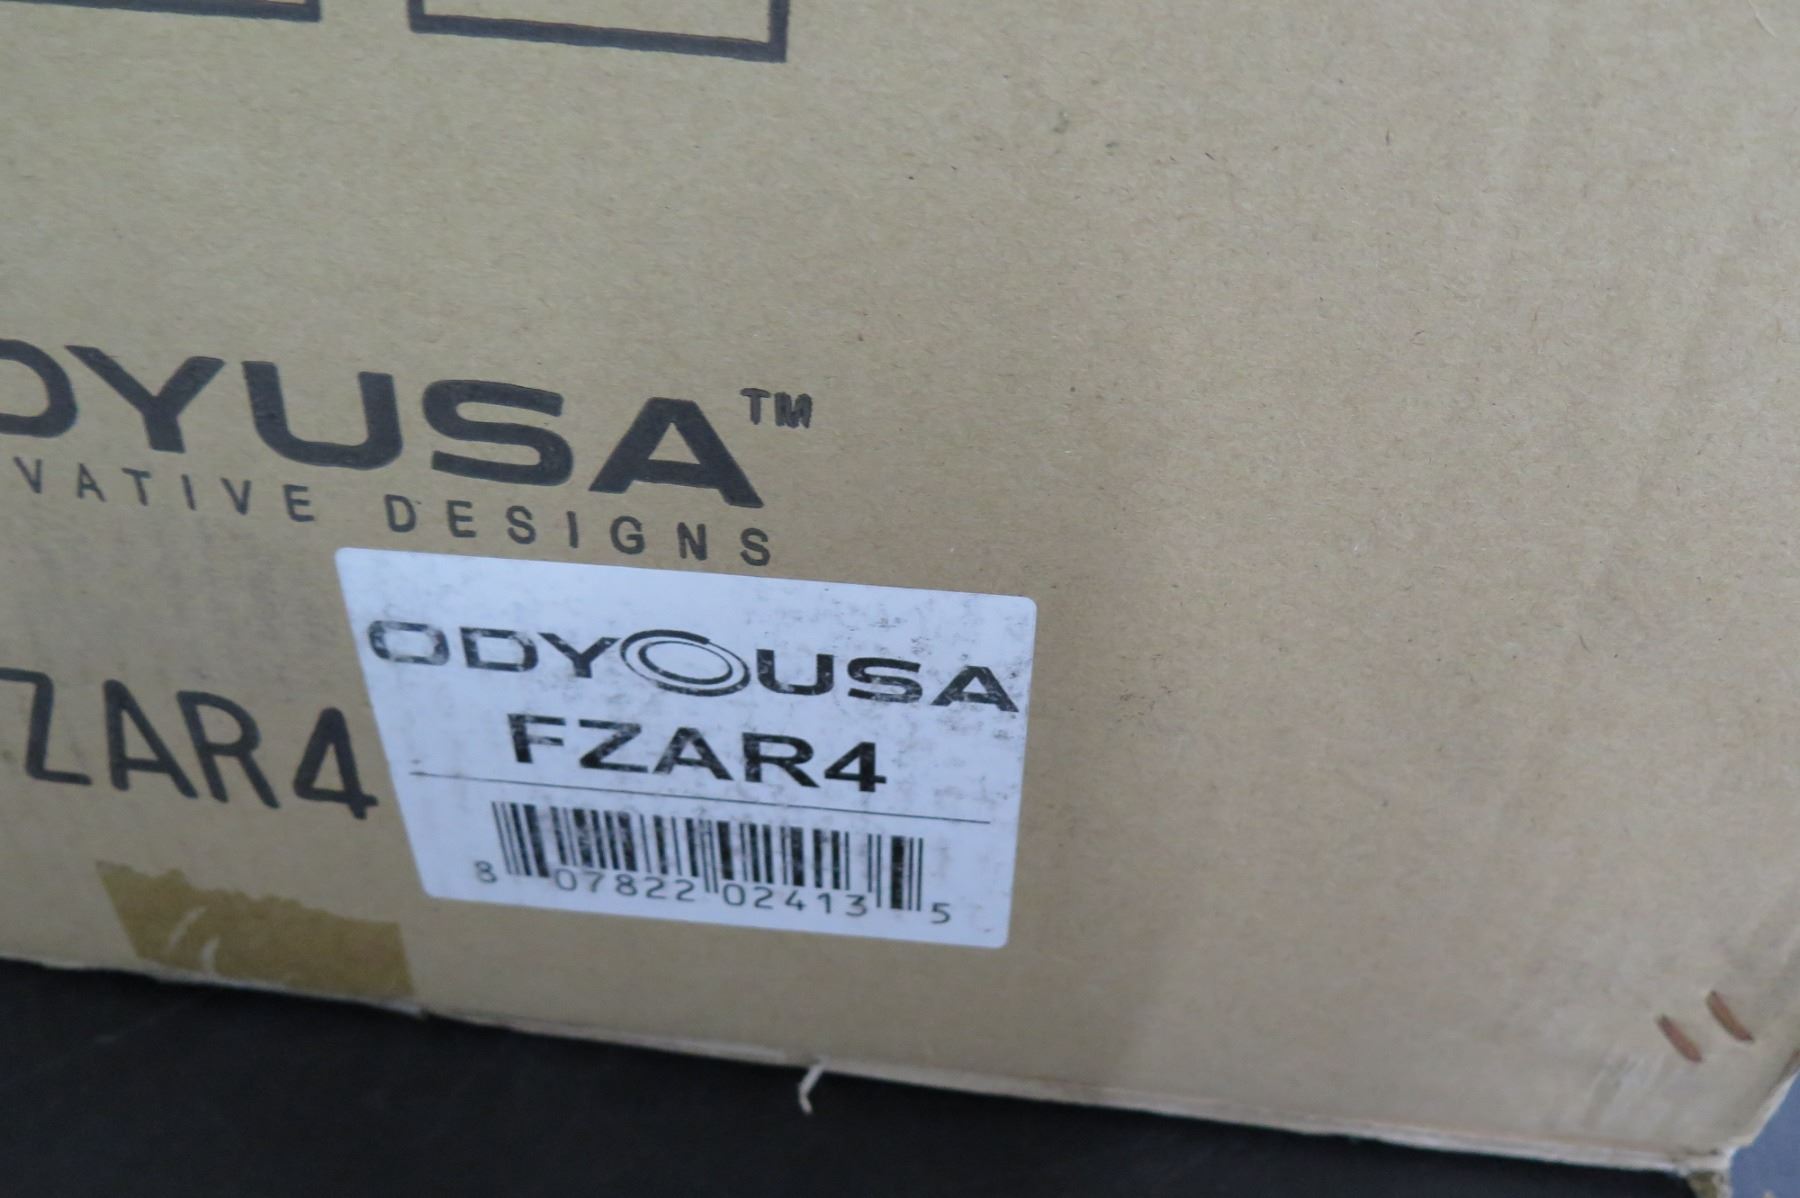 DYUSA™
VATIVE DESIGNS
ODYUSA
FZAR4
ZAR4
8 07822 02413 5